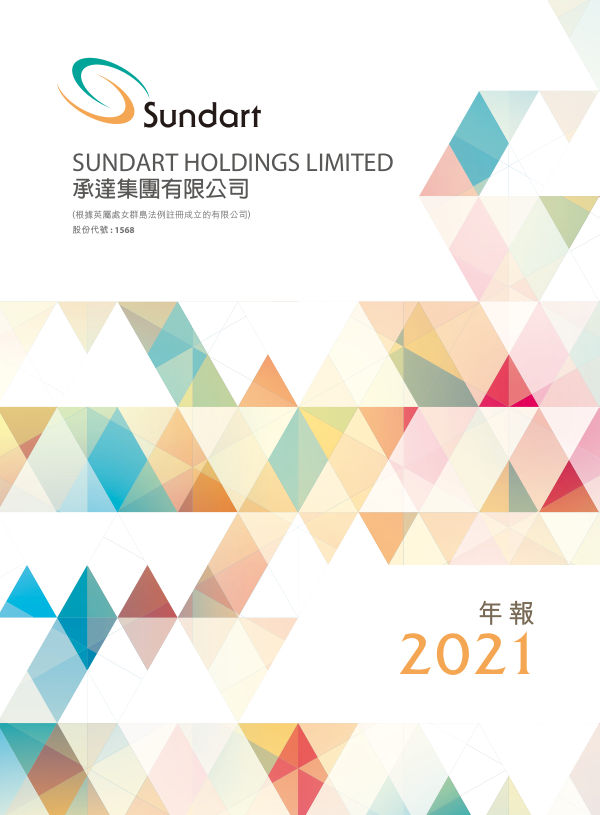 Sundart
SUNDART HOLDINGS LIMITED
承達集團有限公司
(根據英屬處女群島法例註冊成立的有限公司)
股份代號 : 1568
年報
2021